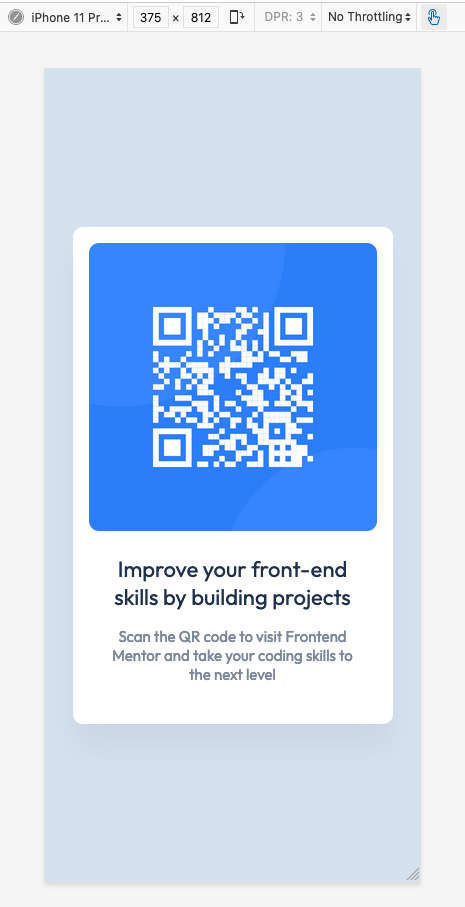 iPhone 11 Pr... 375 × 812 DPR: 3 No Throttling
Improve your front-end
skills by building projects
Scan the QR code to visit Frontend
Mentor and take your coding skills to
the next level